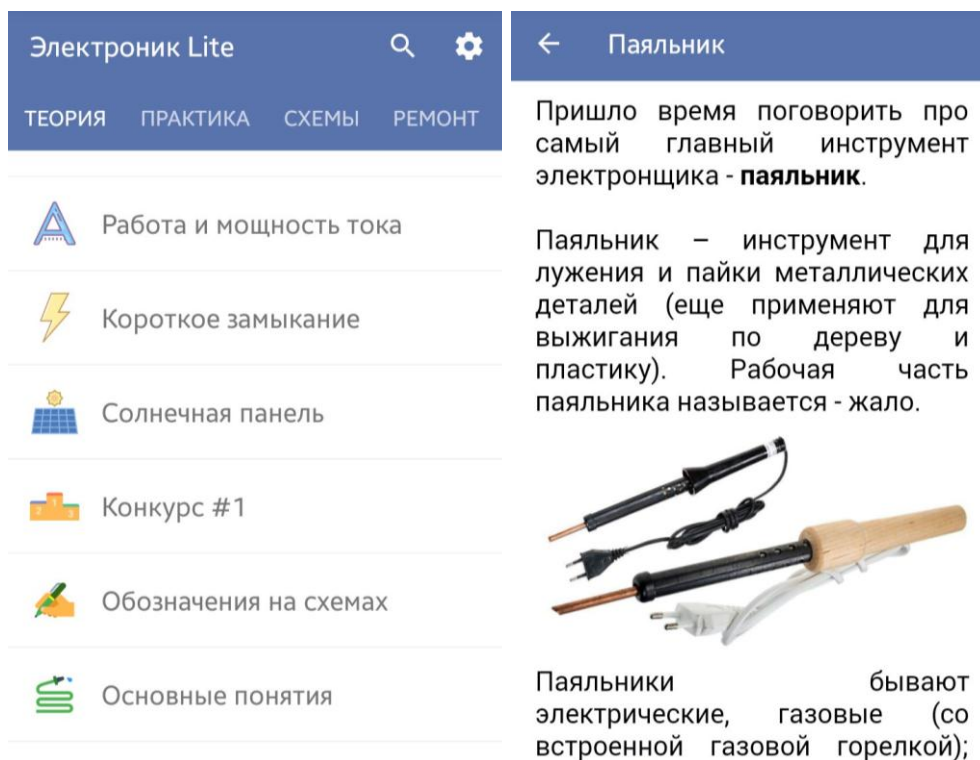 Электроник Lite
ТЕОРИЯ ПРАКТИКА СХЕМЫ РЕМОНТ
Работа и мощность тока
Короткое замыкание
Солнечная панель
2 1 3
Конкурс #1
Обозначения на схемах
Основные понятия
Паяльник
Пришло время поговорить про
самый главный инструмент
электронщика - паяльник.
Паяльник – инструмент для
лужения и пайки металлических
деталей (еще применяют для
выжигания по дереву и
пластику). Рабочая часть
паяльника называется - жало.
Паяльники бывают
электрические, газовые (со
встроенной газовой горелкой);